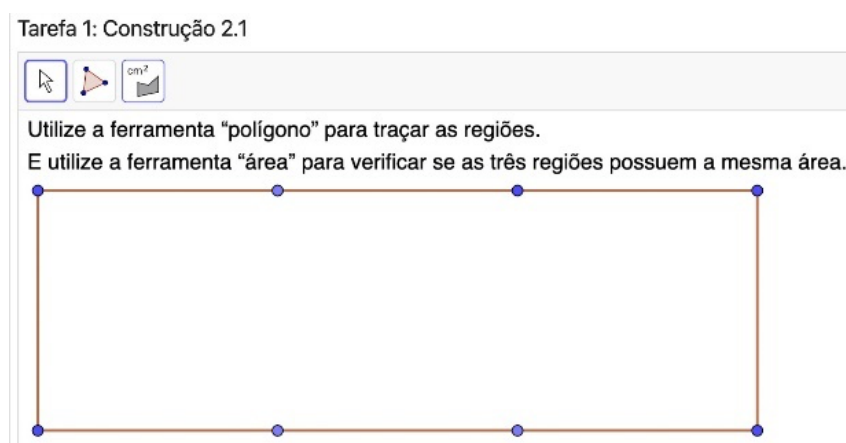 Tarefa 1: Construção 2.1
cm²
Utilize a ferramenta “polígono” para traçar as regiões.
E utilize a ferramenta “área” para verificar se as três regiões possuem a mesma área.